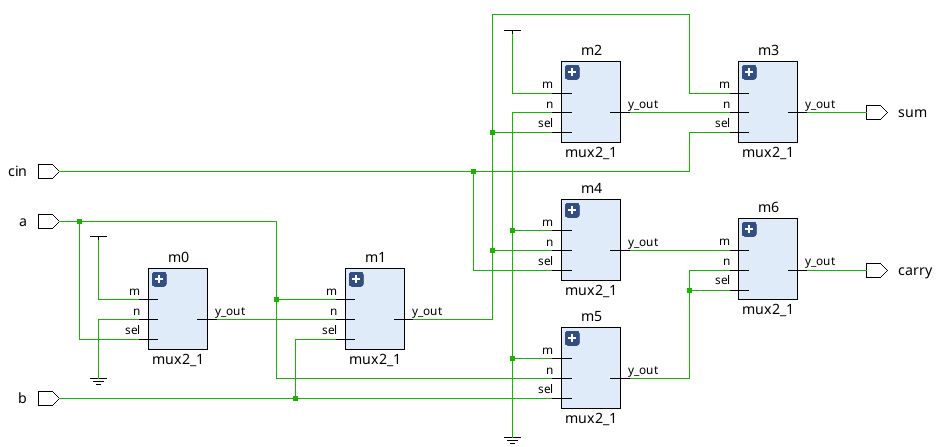 m2
m
n
sel
y_out
mux2_1
m3
m
n
sel
y_out
mux2_1
sum
cin
a
m4
m
n
sel
y_out
mux2_1
m6
m
n
sel
y_out
mux2_1
carry
m0
m
n
sel
y_out
mux2_1
m1
m
n
sel
y_out
mux2_1
m5
m
n
sel
y_out
mux2_1
b